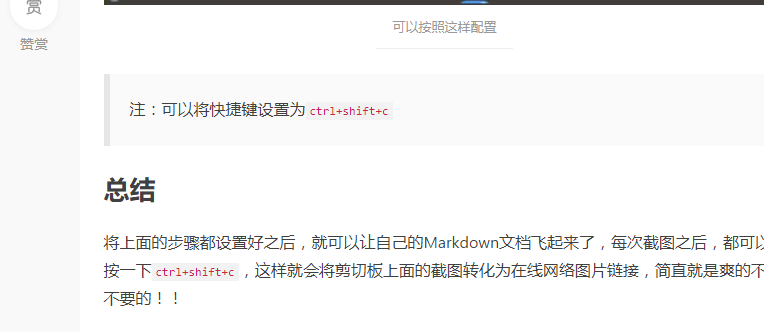 赏
赞赏
可以按照这样配置
注：可以将快捷键设置为 ctrl+shift+c
总结
将上面的步骤都设置好之后，就可以让自己的Markdown文档飞起来了，每次截图之后，都可以
按一下 ctrl+shift+c ，这样就会将剪切板上面的截图转化为在线网络图片链接，简直就是爽的不
不要的！！